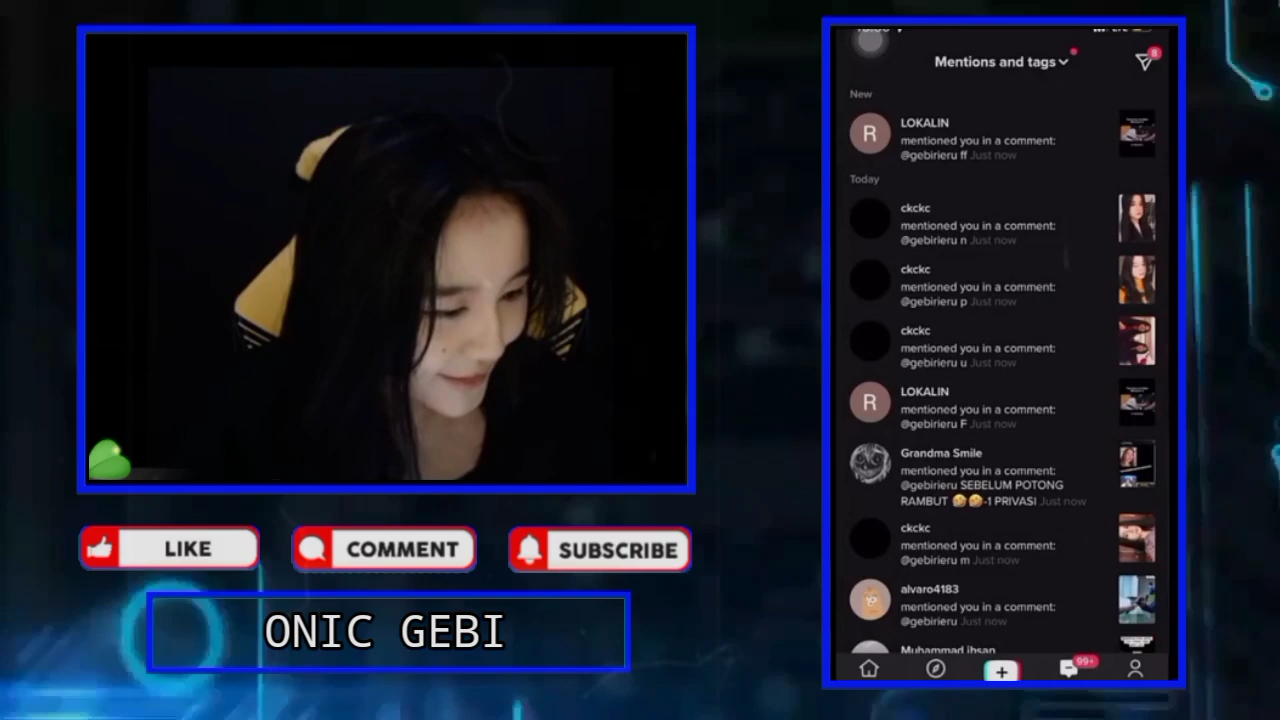 Mentions and tags
8
New
R
LOKALIN
mentioned you in a comment:
@gebirieru ff Just now
Today
ckckc
mentioned you in a comment:
@gebirieru n Just now
ckckc
mentioned you in a comment:
@gebirieru p Just now
ckckc
mentioned you in a comment:
@gebirieru u Just now
R
LOKALIN
mentioned you in a comment:
@gebirieru F Just now
Grandma Smile
mentioned you in a comment:
@gebirieru SEBELUM POTONG
RAMBUT 🤣🤣-1 PRIVASI Just now
ckckc
mentioned you in a comment:
@gebirieru m Just now
alvaro4183
mentioned you in a comment:
@gebirieru Just now
Muhammad ihsan
99+
LIKE
COMMENT
SUBSCRIBE
ONIC GEBI